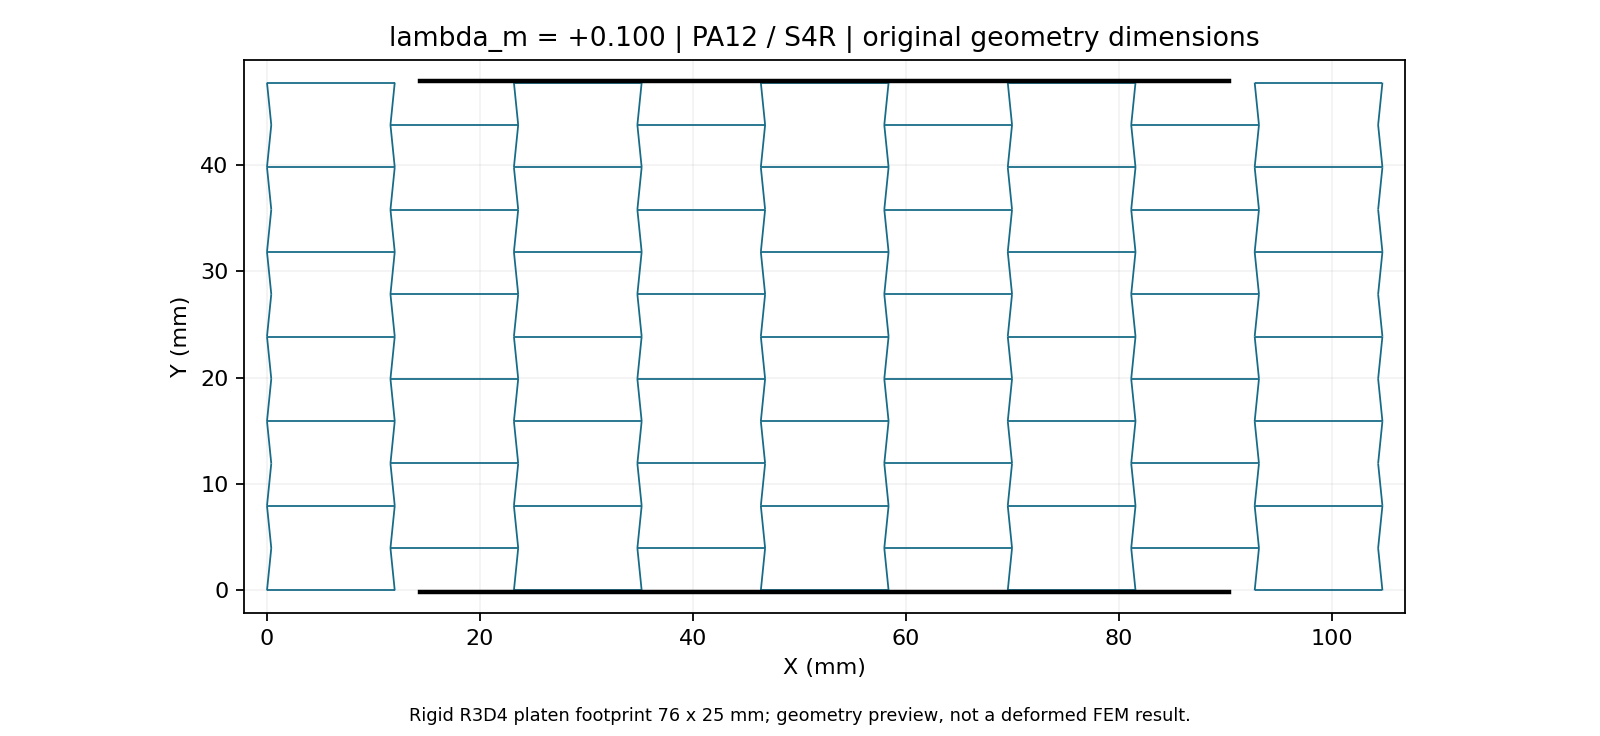 lambda_m = +0.100 | PA12 / S4R | original geometry dimensions
40
30
20
10
0
Y (mm)
0 20 40 60 80 100
X (mm)
Rigid R3D4 platen footprint 76 x 25 mm; geometry preview, not a deformed FEM result.